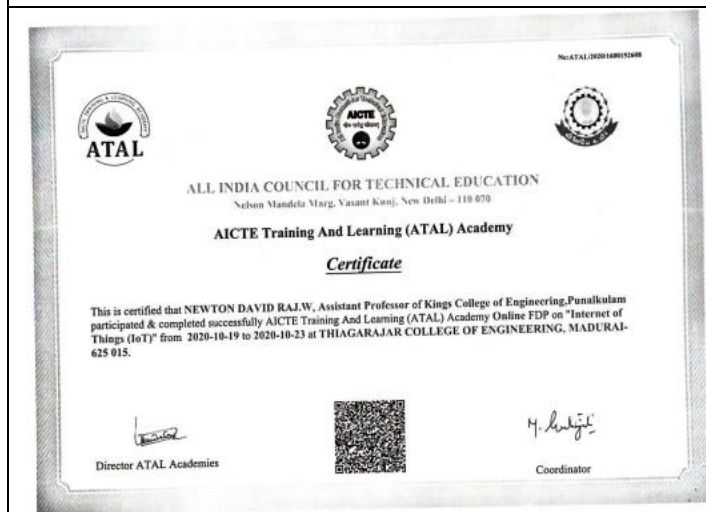 No:ATAL/2020/1600152608
ATAL
AICTE
ALL INDIA COUNCIL FOR TECHNICAL EDUCATION
Nelson Mandela Marg, Vasant Kunj, New Delhi – 110 070
AICTE Training And Learning (ATAL) Academy
Certificate
This is certified that NEWTON DAVID RAJ.W, Assistant Professor of Kings College of Engineering,Punalkulam
participated & completed successfully AICTE Training And Learning (ATAL) Academy Online FDP on "Internet of
Things (IoT)" from 2020-10-19 to 2020-10-23 at THIAGARAJAR COLLEGE OF ENGINEERING, MADURAI-
625 015.
Director ATAL Academies
Coordinator